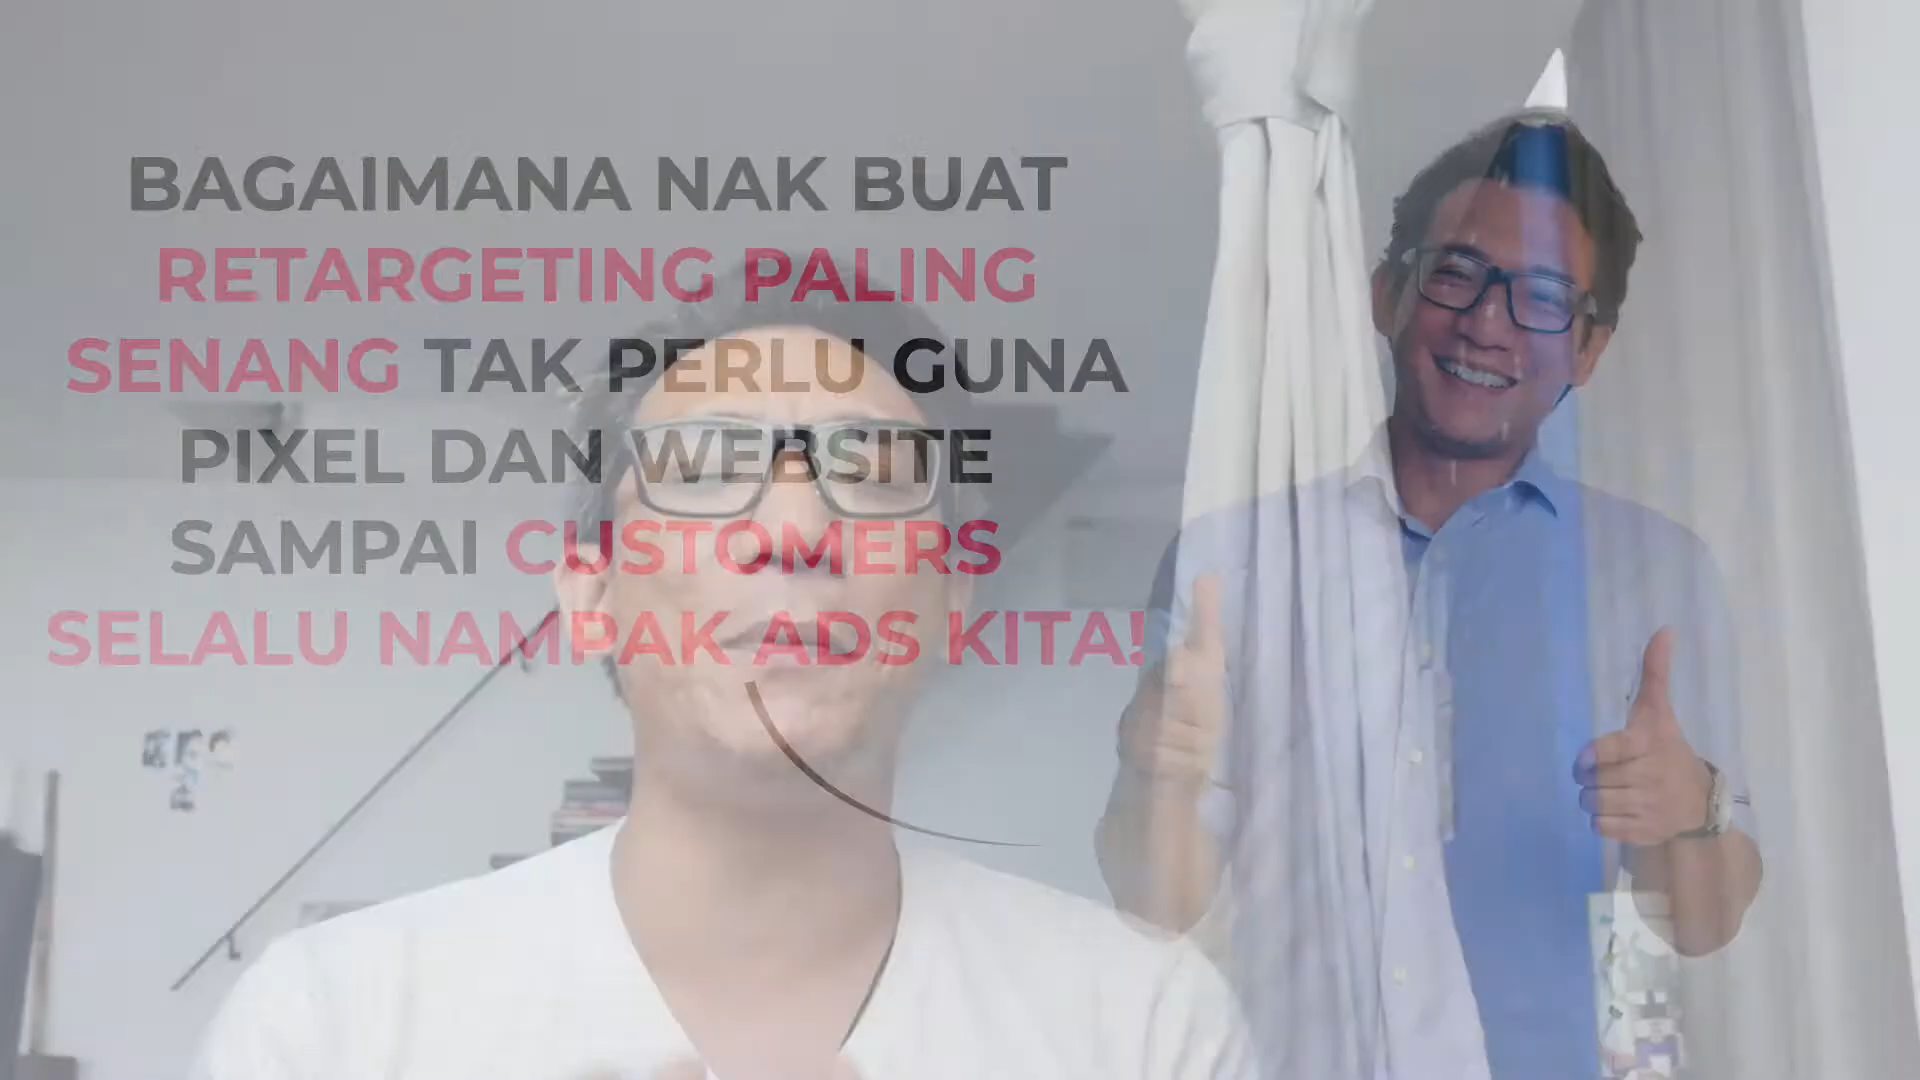 BAGAIMANA NAK BUAT
RETARGETING PALING
SENANG TAK PERLU GUNA
PIXEL DAN WEBSITE
SAMPAI CUSTOMERS
SELALU NAMPAK ADS KITA!